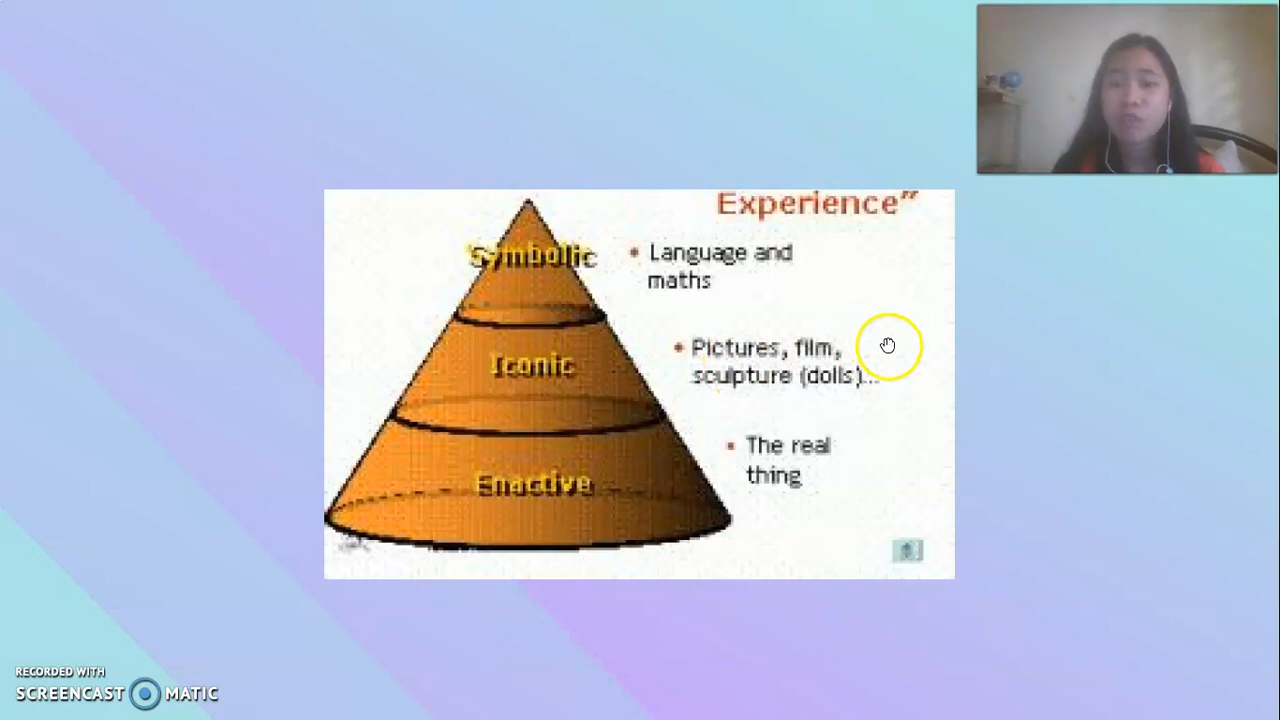 Experience”
Symbolic
• Language and
maths
Iconic
• Pictures, film,
sculpture (dolls)...
Enactive
• The real
thing
RECORDED WITH
SCREENCAST MATIC